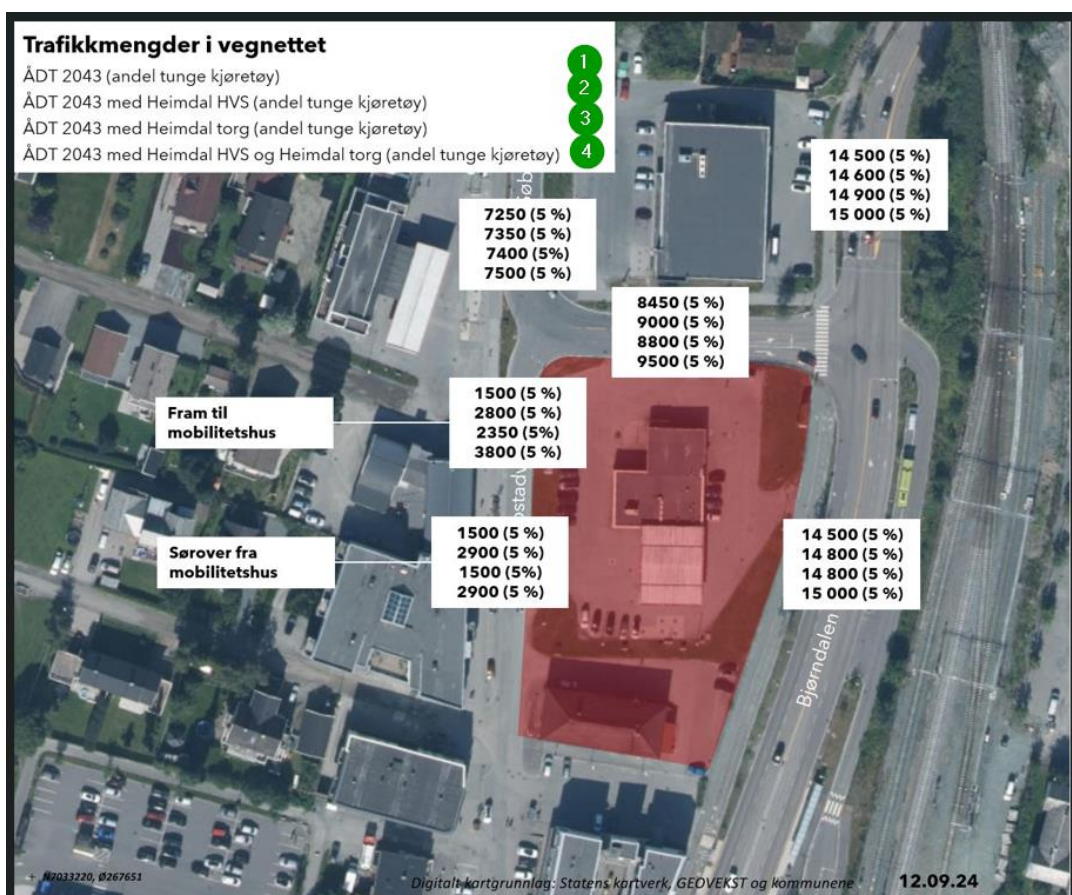 Trafikkmengder i vegnettet
ÅDT 2043 (andel tunge kjøretøy)
1
ÅDT 2043 med Heimdal HVS (andel tunge kjøretøy)
2
ÅDT 2043 med Heimdal torg (andel tunge kjøretøy)
3
ÅDT 2043 med Heimdal HVS og Heimdal torg (andel tunge kjøretøy)
4
14 500 (5 %)
14 600 (5 %)
14 900 (5 %)
15 000 (5 %)
7250 (5 %)
7350 (5 %)
7400 (5%)
7500 (5 %)
8450 (5 %)
9000 (5 %)
8800 (5 %)
9500 (5 %)
Fram til
mobilitetshus
1500 (5 %)
2800 (5 %)
2350 (5%)
3800 (5 %)
Sørover fra
mobilitetshus
1500 (5 %)
2900 (5 %)
1500 (5%)
2900 (5 %)
14 500 (5 %)
14 800 (5 %)
14 800 (5 %)
15 000 (5 %)
Bjørndalen
N7033220, Ø267651
Digitalt kartgrunnlag: Statens kartverk, GEOVEKST og kommunene
12.09.24